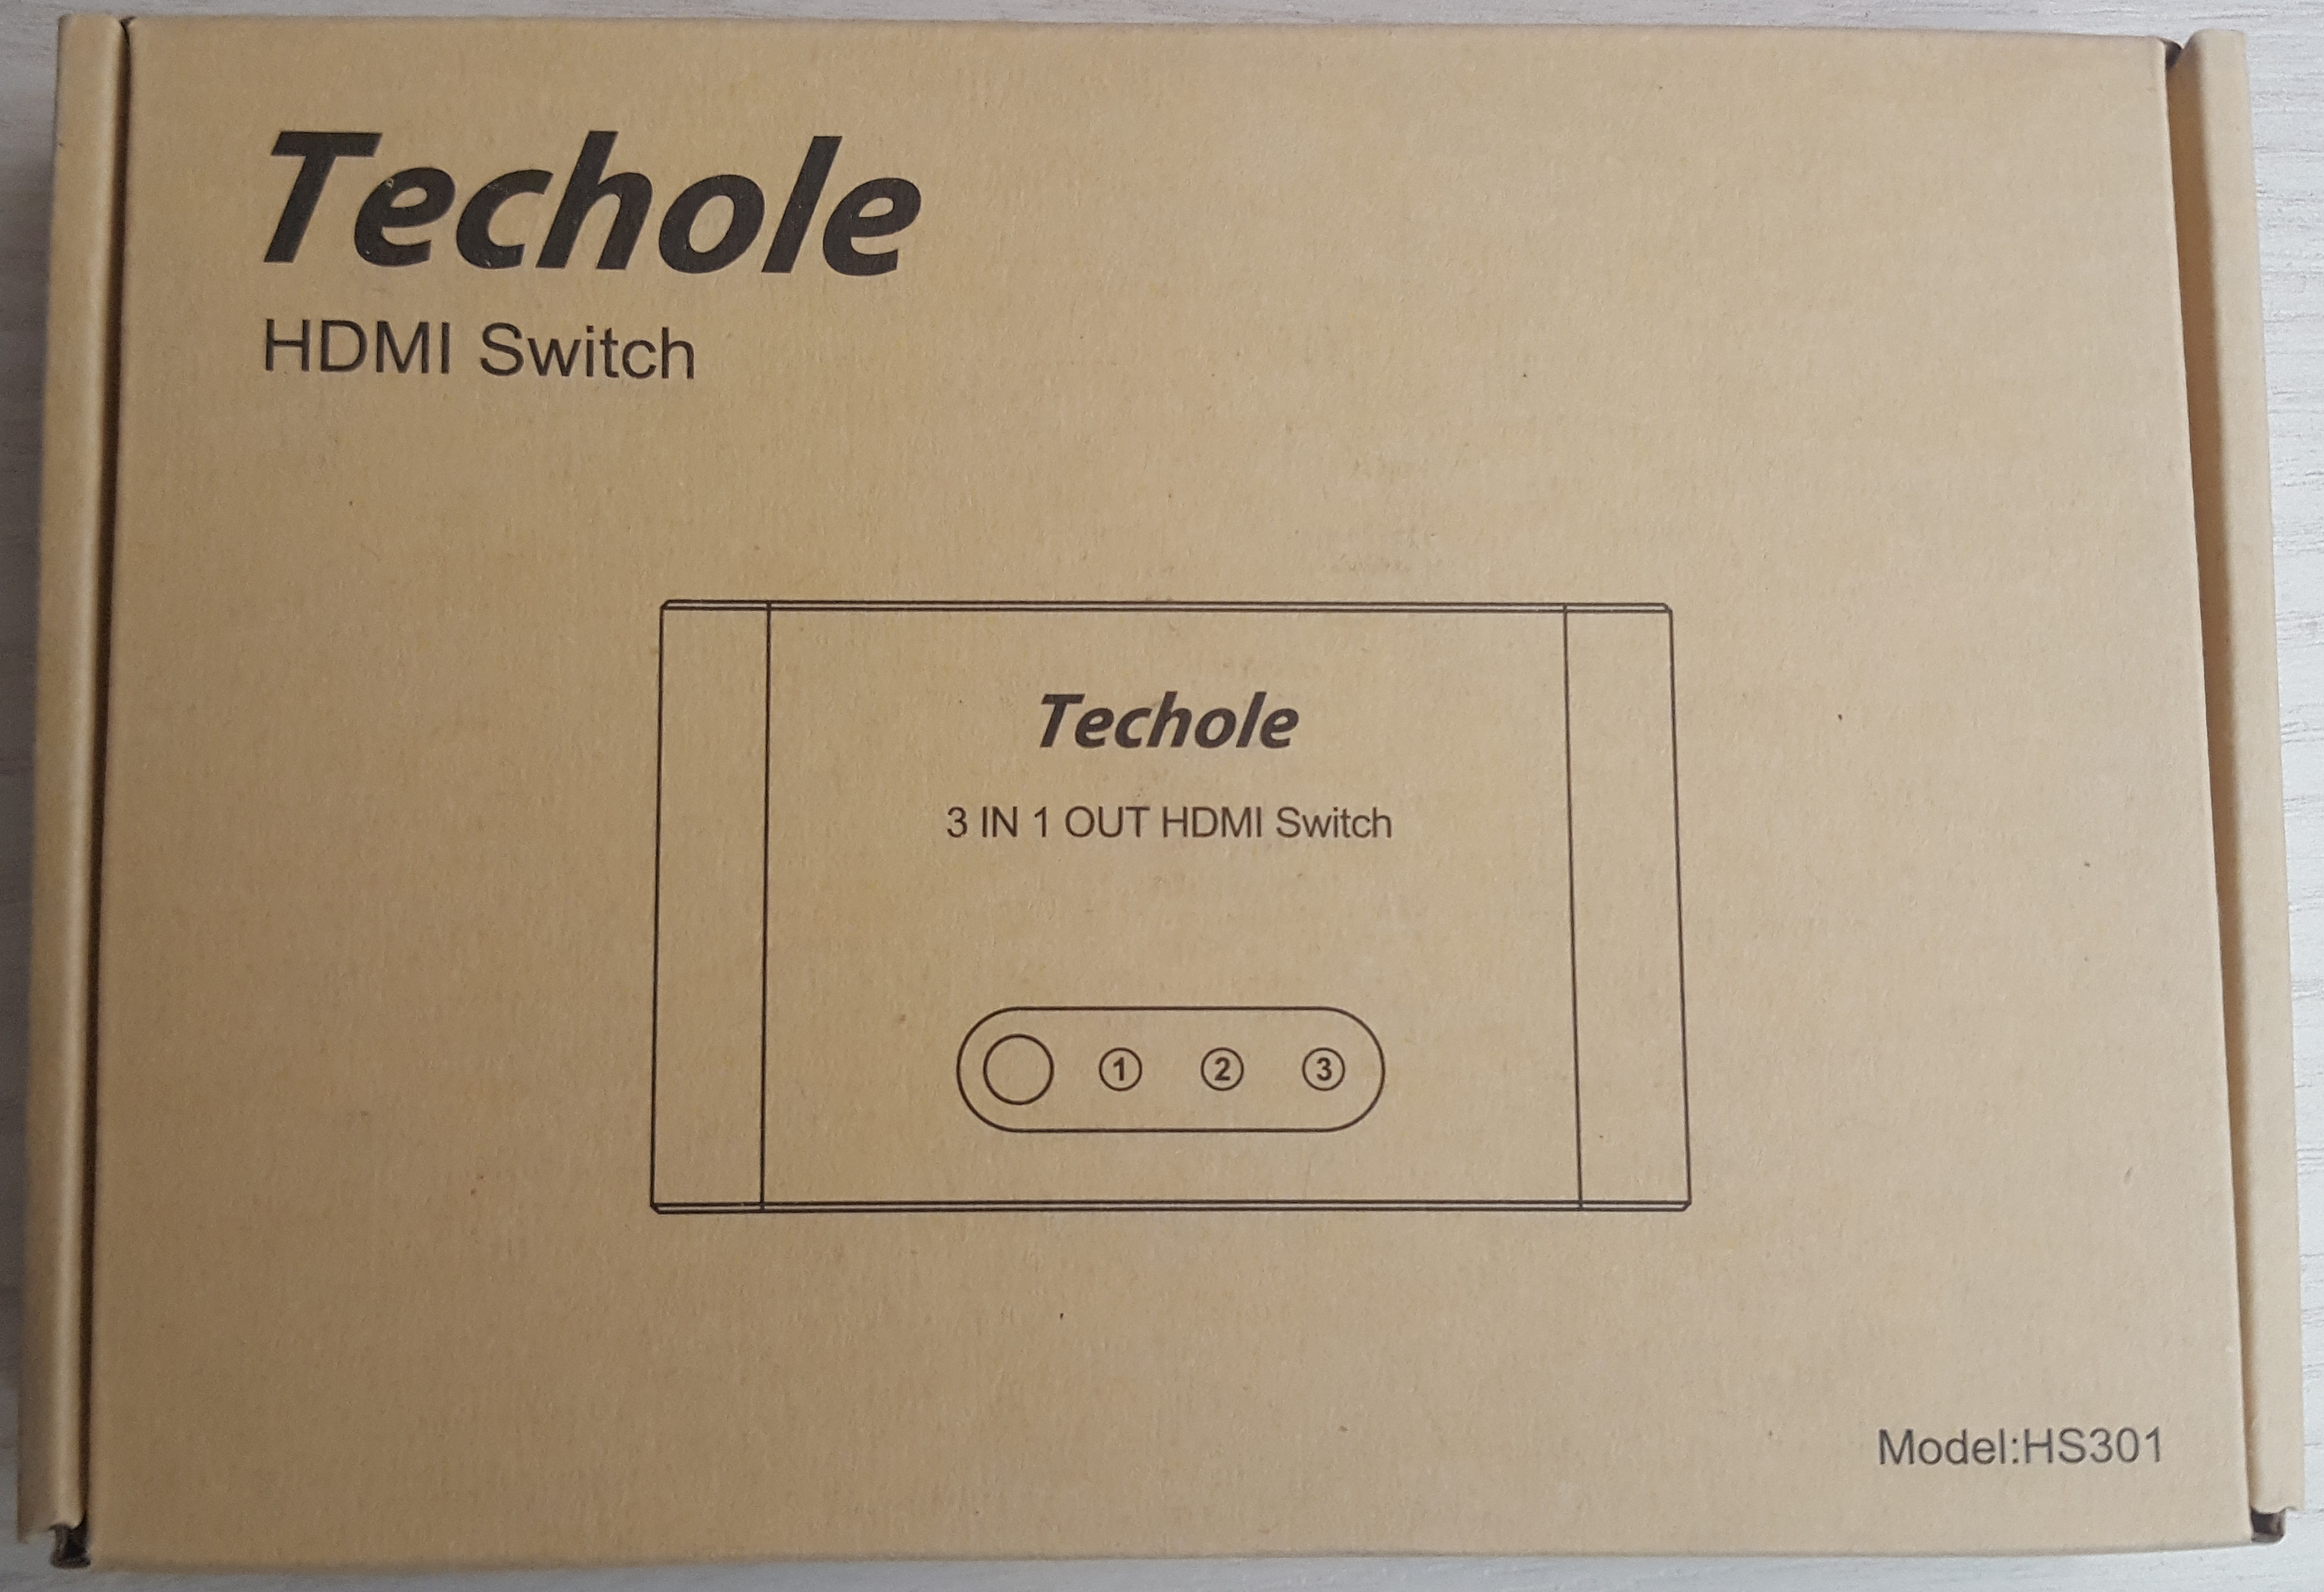 Techole
HDMI Switch
Techole
3 IN 1 OUT HDMI Switch
1 2 3
Model:HS301